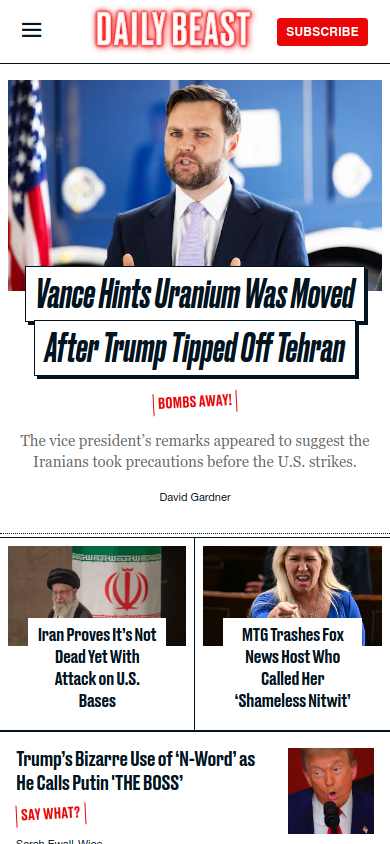 DAILY BEAST
SUBSCRIBE
Vance Hints Uranium Was Moved
After Trump Tipped Off Tehran
BOMBS AWAY!
The vice president’s remarks appeared to suggest the
Iranians took precautions before the U.S. strikes.
David Gardner
Iran Proves It’s Not
Dead Yet With
Attack on U.S.
Bases
MTG Trashes Fox
News Host Who
Called Her
‘Shameless Nitwit’
Trump’s Bizarre Use of ‘N-Word’ as
He Calls Putin 'THE BOSS’
SAY WHAT?
Sarah Ewall-Wice